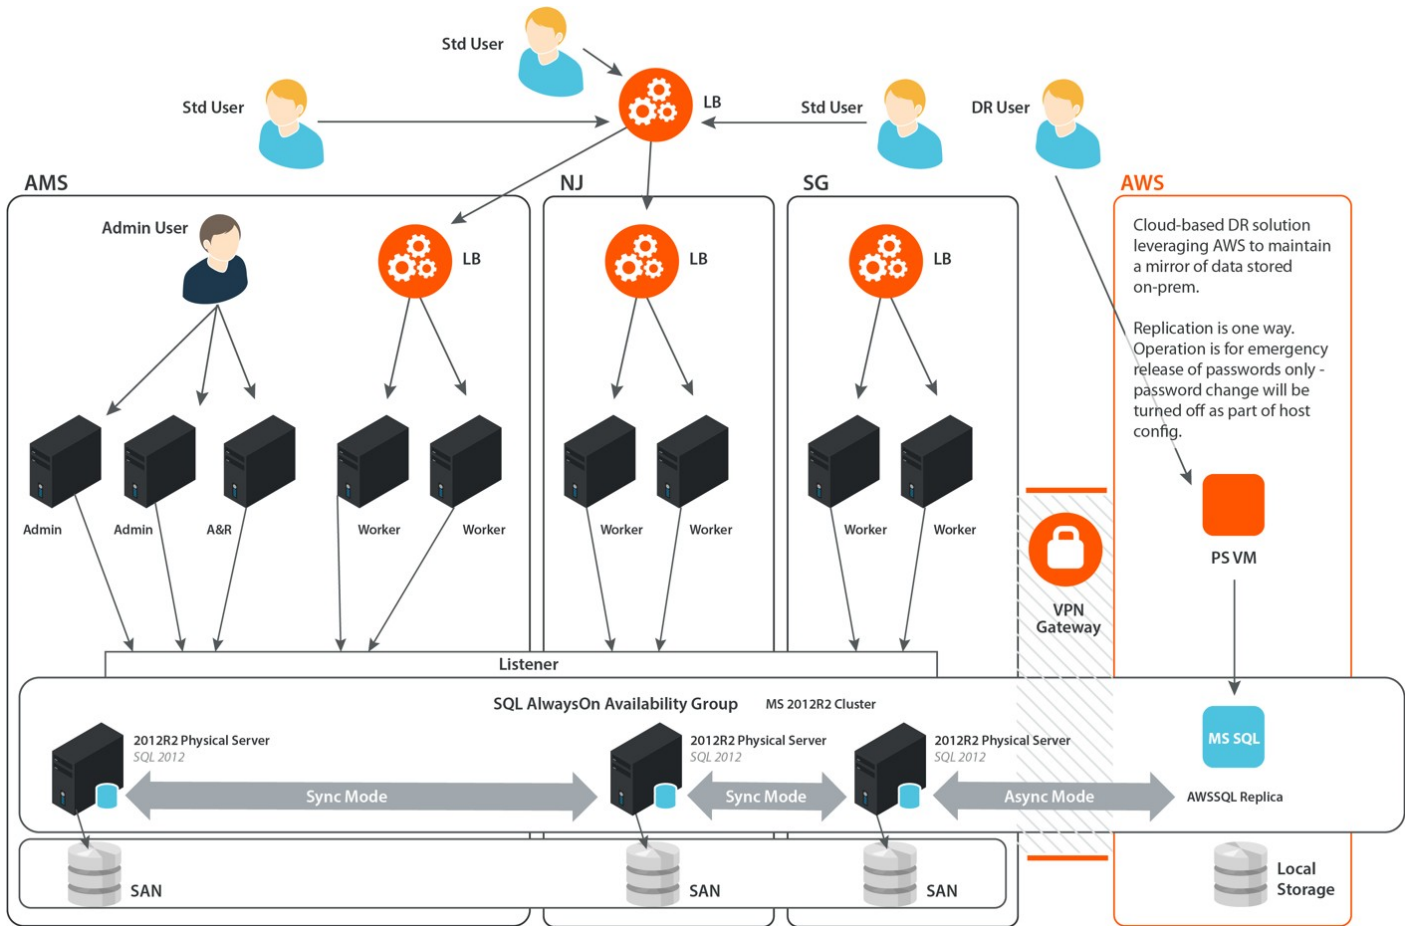 Std User
LB
Std User
Std User
DR User
AMS
NJ
SG
AWS
Admin User
LB
LB
LB
Cloud-based DR solution
leveraging AWS to maintain
a mirror of data stored
on-prem.
Replication is one way.
Operation is for emergency
release of passwords only -
password change will be
turned off as part of host
config.
Admin
Admin
A&R
Worker
Worker
Worker
Worker
Worker
Worker
PS VM
VPN
Gateway
Listener
SQL AlwaysOn Availability Group
MS 2012R2 Cluster
2012R2 Physical Server
SQL 2012
2012R2 Physical Server
SQL 2012
2012R2 Physical Server
SQL 2012
MS SQL
Sync Mode
Sync Mode
Async Mode
AWSSQL Replica
SAN
SAN
SAN
Local
Storage